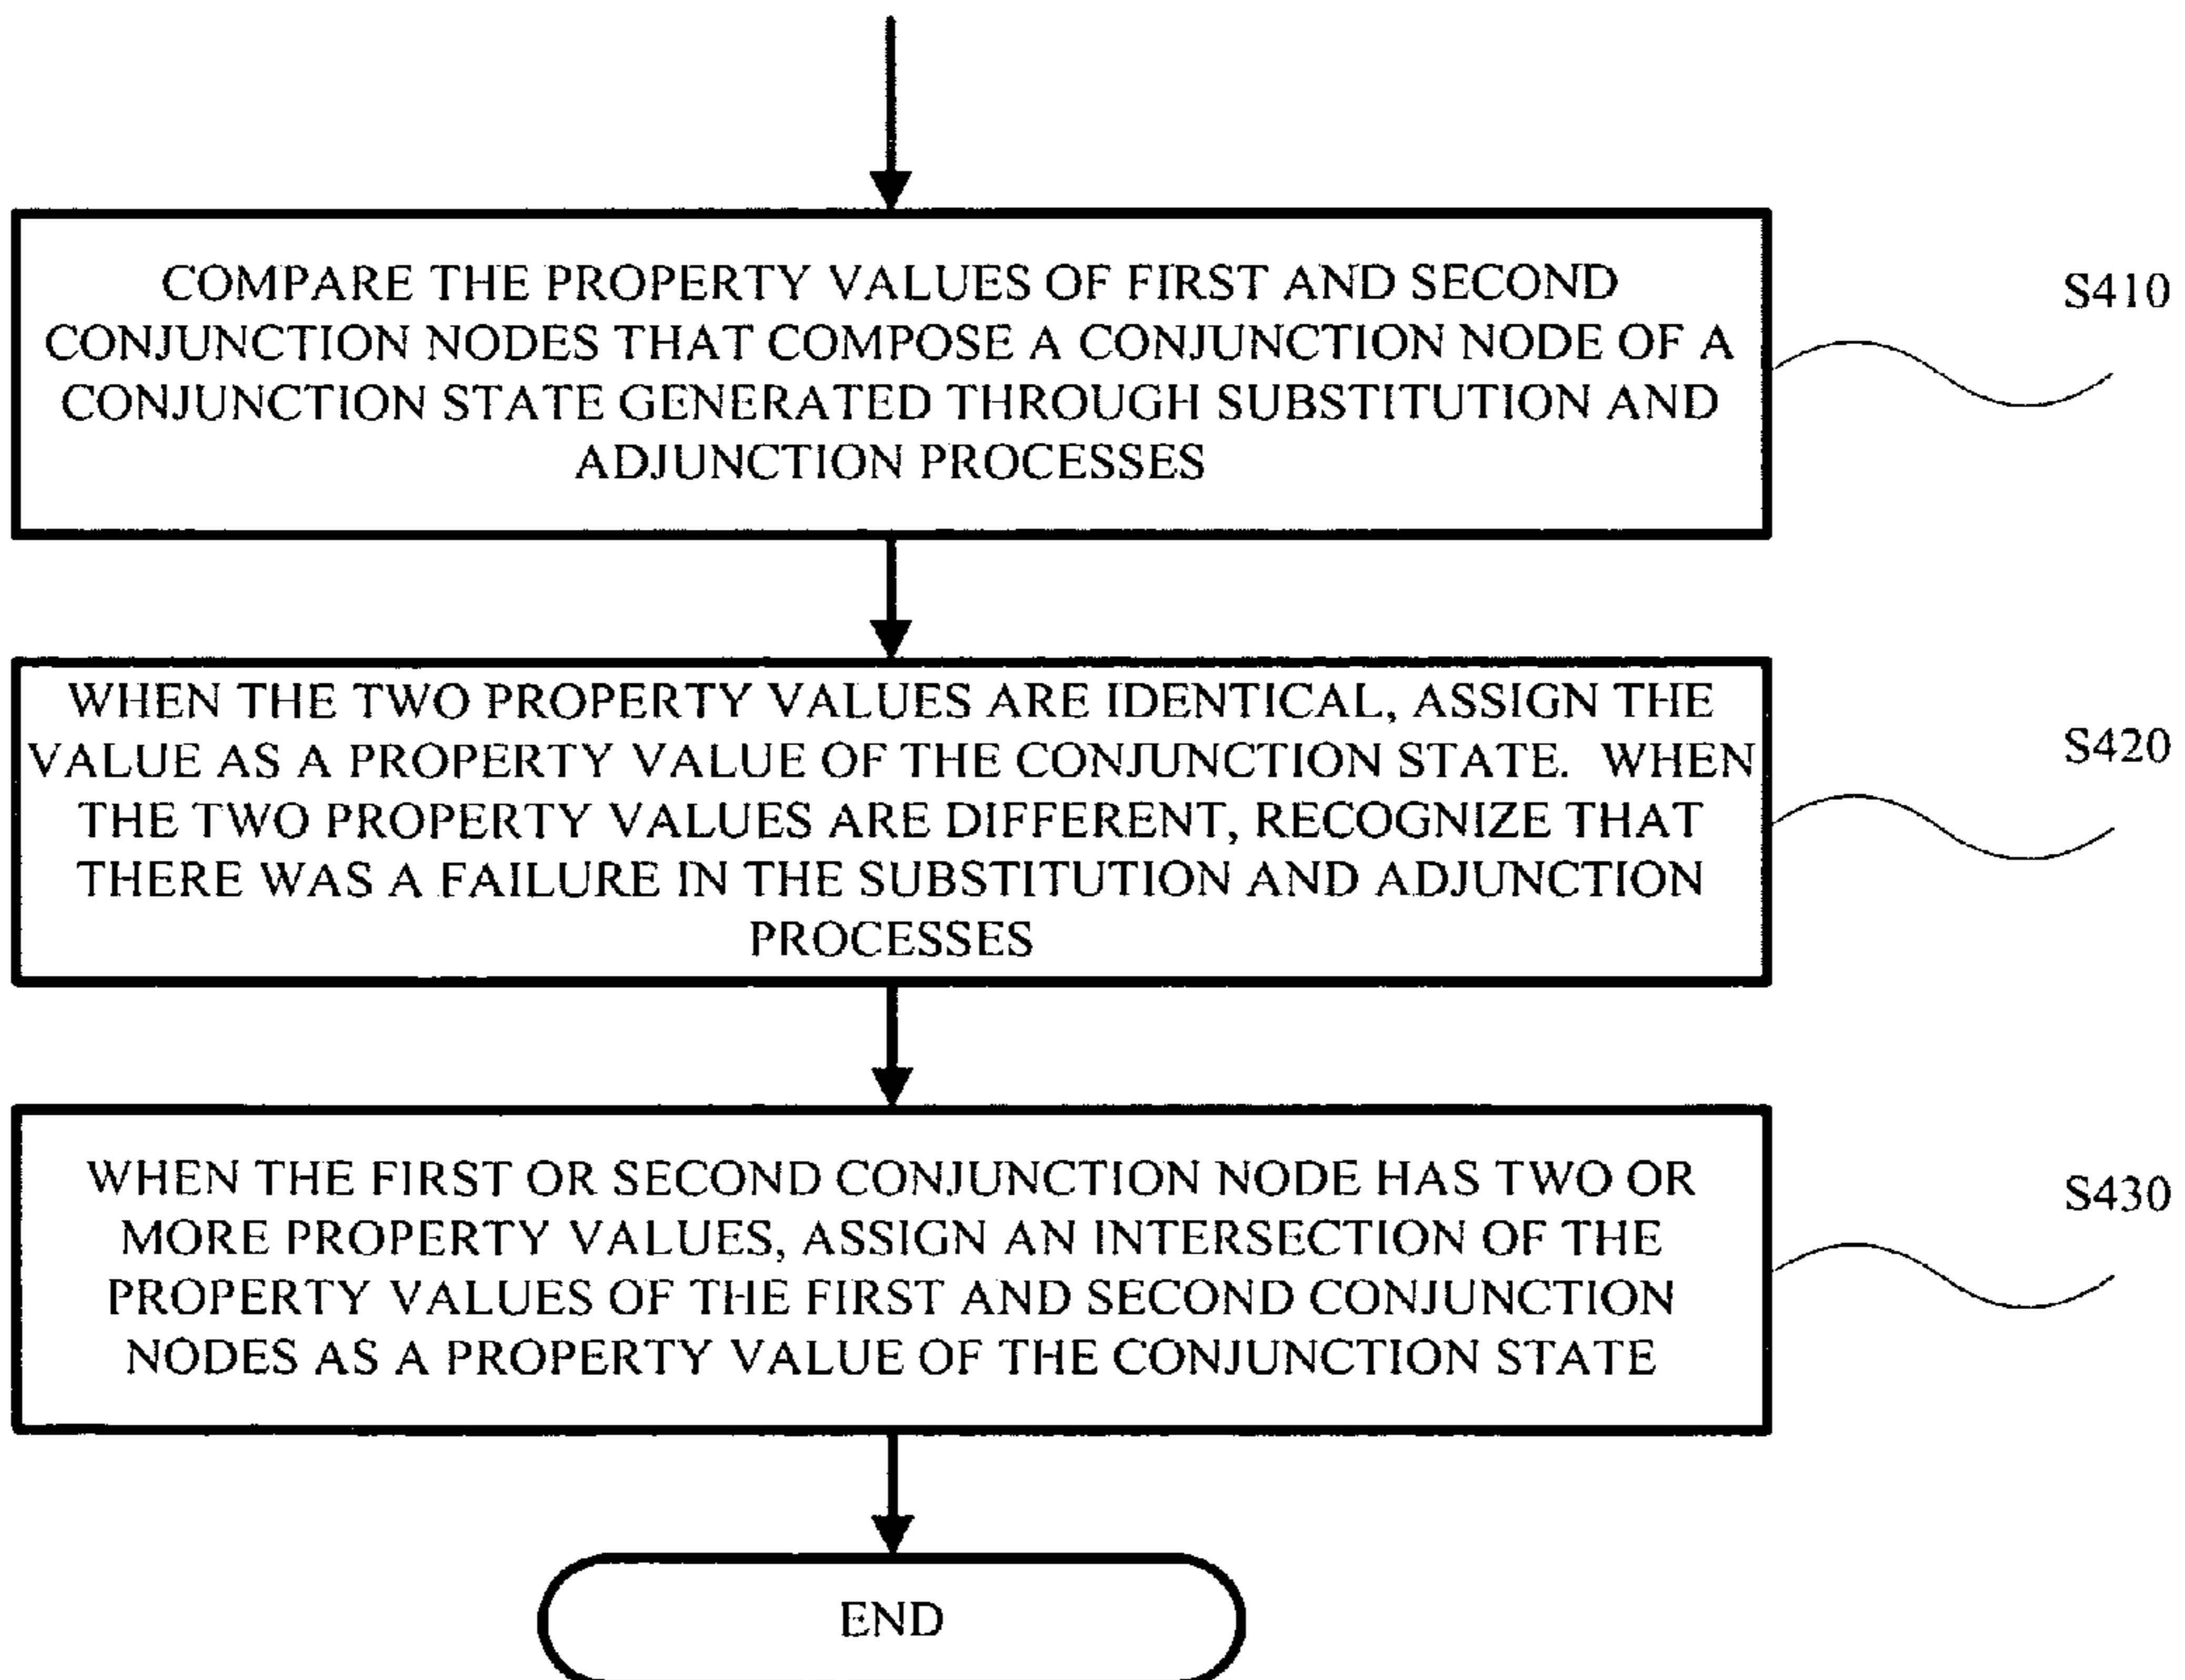 COMPARE THE PROPERTY VALUES OF FIRST AND SECOND
CONJUNCTION NODES THAT COMPOSE A CONJUNCTION NODE OF A
CONJUNCTION STATE GENERATED THROUGH SUBSTITUTION AND
ADJUNCTION PROCESSES
S410
WHEN THE TWO PROPERTY VALUES ARE IDENTICAL, ASSIGN THE
VALUE AS A PROPERTY VALUE OF THE CONJUNCTION STATE. WHEN
THE TWO PROPERTY VALUES ARE DIFFERENT, RECOGNIZE THAT
THERE WAS A FAILURE IN THE SUBSTITUTION AND ADJUNCTION
PROCESSES
S420
WHEN THE FIRST OR SECOND CONJUNCTION NODE HAS TWO OR
MORE PROPERTY VALUES, ASSIGN AN INTERSECTION OF THE
PROPERTY VALUES OF THE FIRST AND SECOND CONJUNCTION
NODES AS A PROPERTY VALUE OF THE CONJUNCTION STATE
S430
END